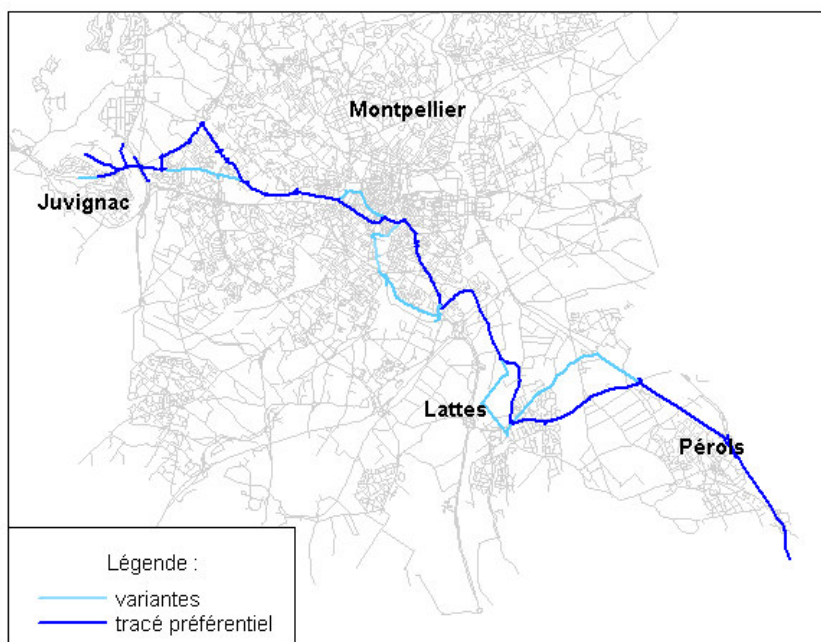 Montpellier
Juvignac
Lattes
Pérols
Légende :
variantes
tracé préférentiel